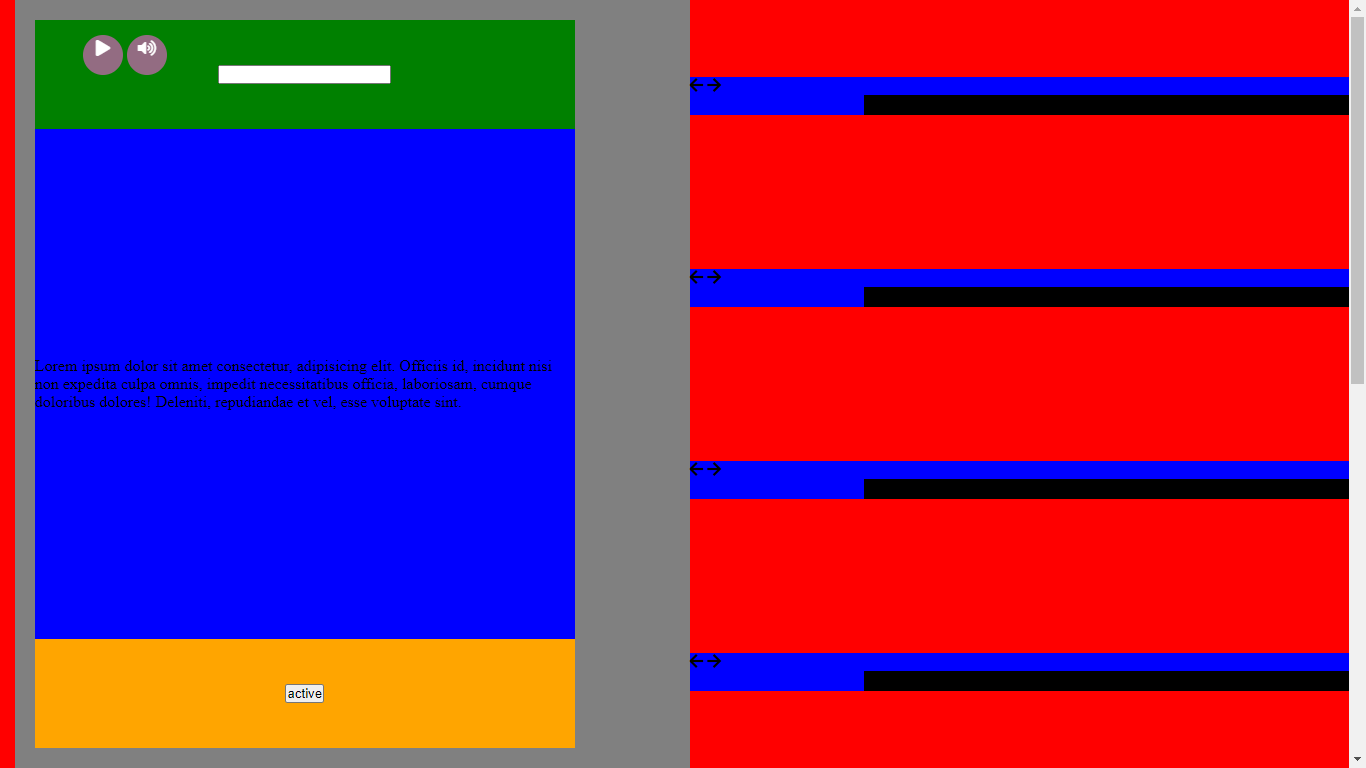 Lorem ipsum dolor sit amet consectetur, adipisicing elit. Officiis id, incidunt nisi
non expedita culpa omnis, impedit necessitatibus officia, laboriosam, cumque
doloribus dolores! Deleniti, repudiandae et vel, esse voluptate sint.
active